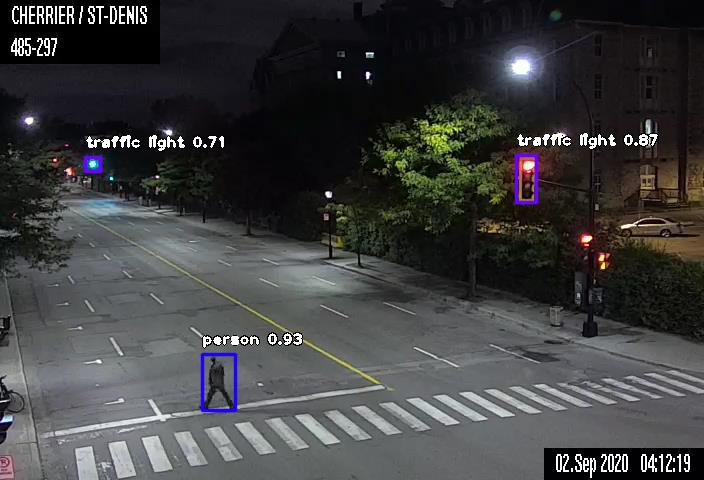 CHERRIER / ST-DENIS
485-297
traffic light 0.71
traffic light 0.87
person 0.93
02.Sep 2020 04:12:19